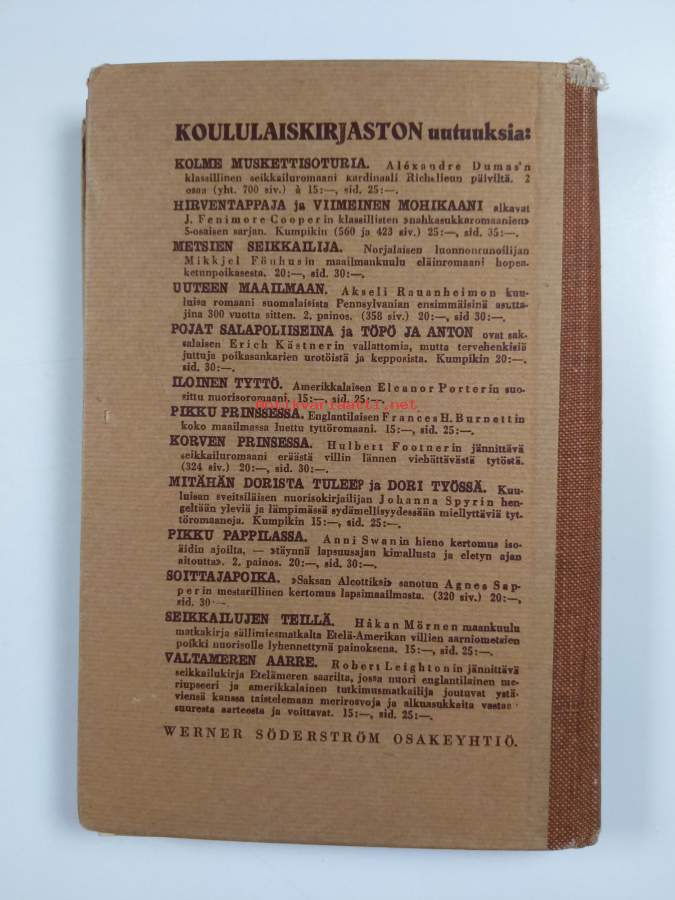 KOULULAISKIRJASTON uutuuksia:
KOLME MUSKETTISOTURIA. Aléxandre Dumas'n
klassillinen seikkailuromaani kardinaali Richelieun päiviltä. 2
osaa (yht. 700 siv.) à 15:—, sid. 25:—.
HIRVENTAPPAJA ja VIIMEINEN MOHIKAANI alkavat
J. Fenimore Cooperin klassillisten »nahkasukkaromaanien»
5-osaisen sarjan. Kumpikin (560 ja 423 siv.) 25:—, sid. 35:—.
METSIEN SEIKKAILIJA. Norjalaisen luonnonrunoilijan
Mikkjel Fönhusin maailmankuulu eläinromaani hopea-
ketunpoikasesta. 20:—, sid. 30:—.
UUTEEN MAAILMAAN. Akseli Rauanheimon kuu-
luisa romaani suomalaisista Pennsylvanian ensimmäisinä asutta-
jina 300 vuotta sitten. 2. painos. (358 siv.) 20:—, sid 30:—.
POJAT SALAPOLIISEINA ja TÖPÖ JA ANTON ovat sak-
salaisen Erich Kästnerin vallattomia, mutta tervehenkisiä
juttuja poikasankarien urotöistä ja kepposista. Kumpikin 20:—.
sid. 30:—.
ILOINEN TYTTÖ. Amerikkalaisen Eleanor Porterin suo-
sittu nuorisoromaani. 15:—, sid. 25:—.
antikvariaatti.net
PIKKU PRINSSESSA. Englantilaisen Frances H. Burnettin
koko maailmassa luettu tyttöromaani. 15:—, sid. 25:—.
KORVEN PRINSESSA. Hulbert Footnerin jännittävä
seikkailuromaani eräästä villin lännen viehättävästä tytöstä.
(324 siv.) 20:—, sid. 30:—.
MITÄHÄN DORISTA TULEE? ja DORI TYÖSSÄ. Kuu-
luisan sveitsiläisen nuorisokirjailijan Johanna Spyrin hen-
geltään yleviä ja lämpimässä sydämellisyydessään miellyttäviä tyt-
töromaaneja. Kumpikin 15:—, sid. 25:—.
PIKKU PAPPILASSA. Anni Swanin hieno kertomus iso-
äidin ajoilta, — »täynnä lapsuusajan kimallusta ja eletyn ajan
aitoutta». 2. painos. 20:—, sid. 30:—.
SOITTAJAPOIKA. »Saksan Alcottiksi» sanotun Agnes Sap-
perin mestarillinen kertomus lapsimaailmasta. (320 siv.) 20:—,
sid. 30·—
SEIKKAILUJEN TEILLÄ. Håkan Mörnen maankuulu
matkakirja sällimiesmatkalta Etelä-Amerikan villien aarniometsien
poikki nuorisolle lyhennettynä painoksena. 15:—, sid. 25:—.
VALTAMEREN AARRE. Robert Leightonin jännittävä
seikkailukirja Etelämeren saarilta, jossa nuori englantilainen me-
riupseeri ja amerikkalainen tutkimusmatkailija joutuvat ystä-
viensä kanssa taistelemaan merirosvoja ja alkuasukkaita vastaan
suuresta aarteesta ja voittavat. 15:—, sid. 25:—.
WERNER SÖDERSTRÖM OSAKEYHTIÖ.